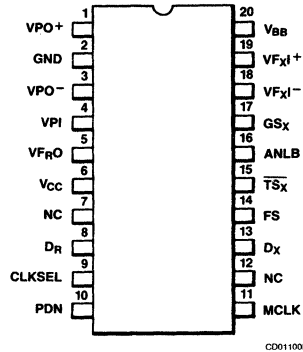 1 20
VPO+ VBB
2 19
GND VFXI+
3 18
VPO− VFXI−
4 17
VPI GSX
5 16
VFRO ANLB
6 15
VCC TSX
7 14
NC FS
8 13
DR DX
9 12
CLKSEL NC
10 11
PDN MCLK
CD01100